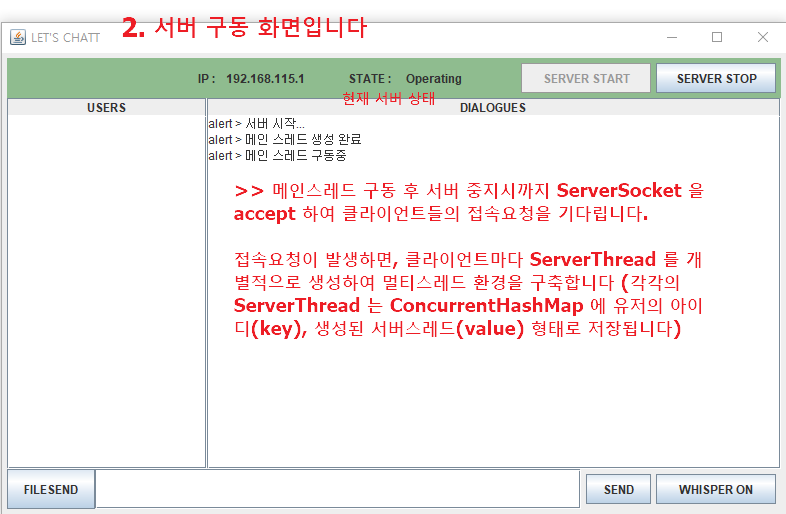 2. 서버 구동 화면입니다
LET'S CHATT
IP : 192.168.115.1 STATE : Operating SERVER START SERVER STOP
현재 서버 상태
USERS DIALOGUES
alert > 서버 시작...
alert > 메인 스레드 생성 완료
alert > 메인 스레드 구동중
>> 메인스레드 구동 후 서버 중지시까지 ServerSocket 을
accept 하여 클라이언트들의 접속요청을 기다립니다.
접속요청이 발생하면, 클라이언트마다 ServerThread 를 개
별적으로 생성하여 멀티스레드 환경을 구축합니다 (각각의
ServerThread 는 ConcurrentHashMap 에 유저의 아이
디(key), 생성된 서버스레드(value) 형태로 저장됩니다)
FILESEND SEND WHISPER ON